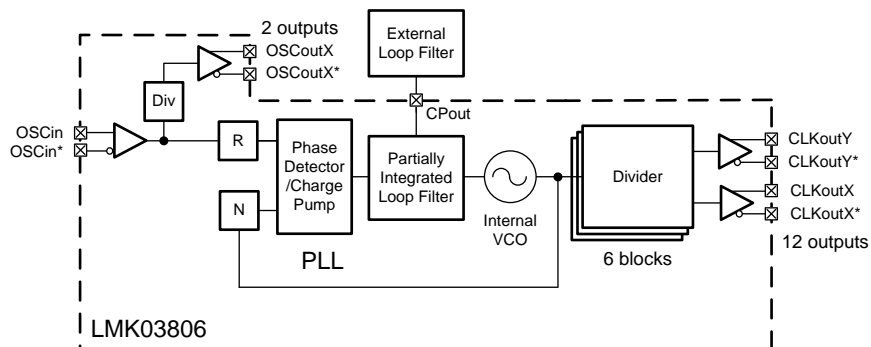 2 outputs
OSCoutX
OSCoutX*
Div
External
Loop Filter
CPout
OSCin
OSCin*
R
N
Phase
Detector
/Charge
Pump
Partially
Integrated
Loop Filter
Internal
VCO
Divider
6 blocks
CLKoutY
CLKoutY*
CLKoutX
CLKoutX*
12 outputs
PLL
LMK03806